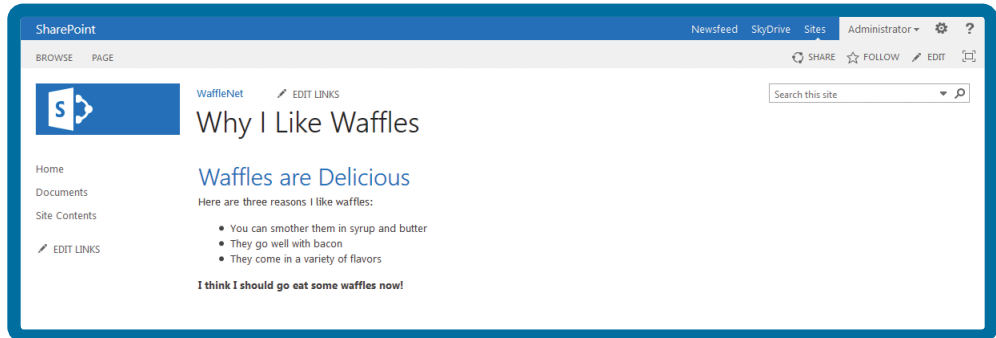 SharePoint Newsfeed SkyDrive Sites Administrator ?
BROWSE PAGE SHARE FOLLOW EDIT
S
WaffleNet EDIT LINKS Search this site
Why I Like Waffles
Home
Documents
Site Contents
EDIT LINKS
Waffles are Delicious
Here are three reasons I like waffles:
• You can smother them in syrup and butter
• They go well with bacon
• They come in a variety of flavors
I think I should go eat some waffles now!